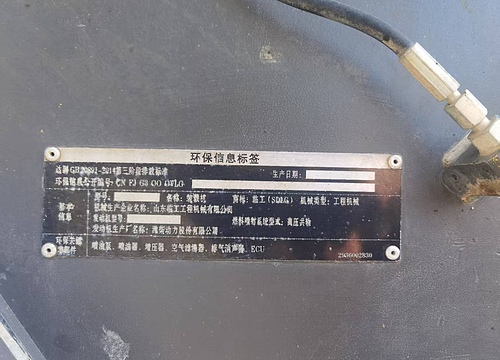 环保信息标签
达到GB20891-2014第三阶段排放标准 生产日期:
环保信息公开编号: CN FJ G3 00
型号: 名称: 装载机 商标: 临工(SDLG) 机械类型: 工程机械
基本 机械生产企业名称: 山东临工工程机械有限公司
信息 发动机型号: 燃料喷射系统型式: 高压共轨
发动机生产厂名称: 潍柴动力股份有限公司
环保关键
零部件 喷油泵, 喷油器, 增压器, 空气滤清器, 排气消声器, ECU
2936002830